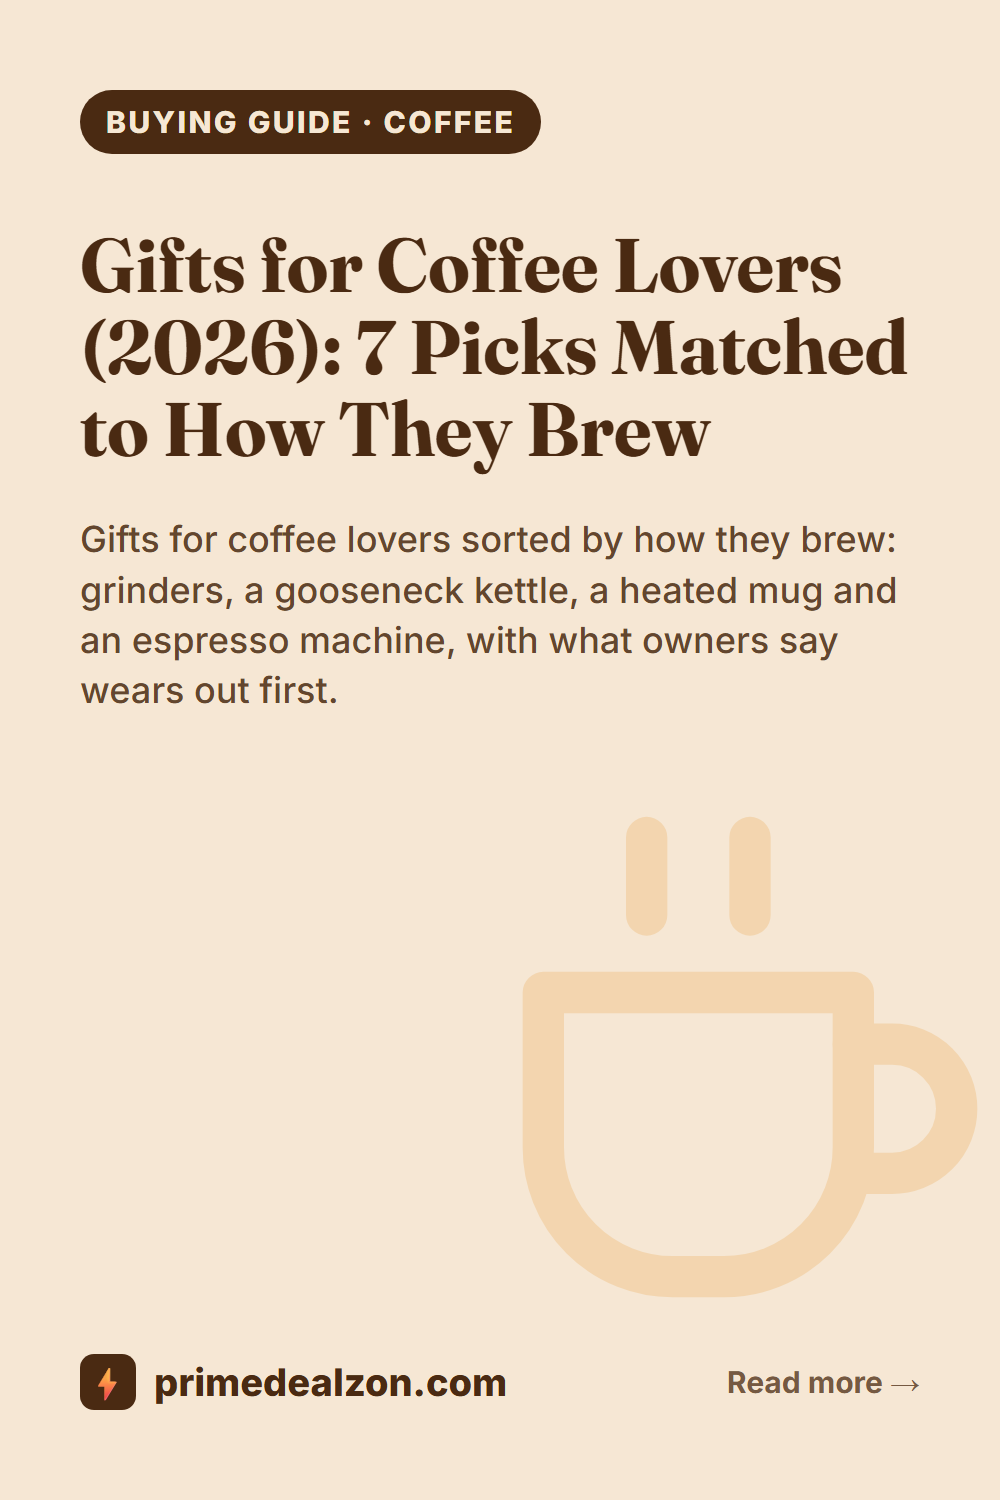 BUYING GUIDE · COFFEE
Gifts for Coffee Lovers
(2026): 7 Picks Matched
to How They Brew
Gifts for coffee lovers sorted by how they brew:
grinders, a gooseneck kettle, a heated mug and
an espresso machine, with what owners say
wears out first.
primedealzon.com
Read more →